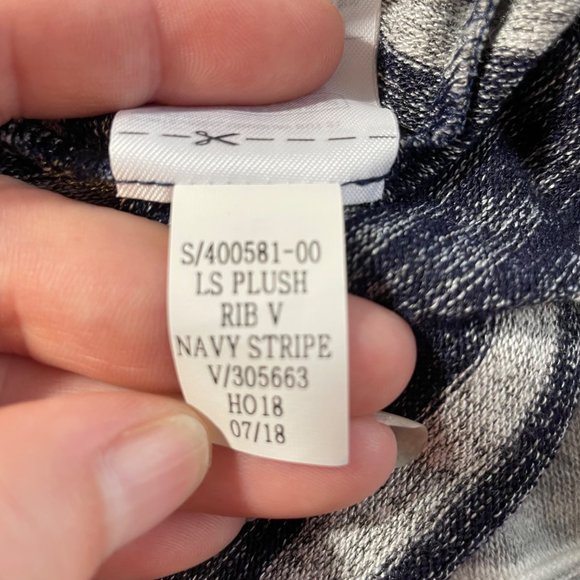 S/400581-00
LS PLUSH
RIB V
NAVY STRIPE
V/305663
HO18
07/18